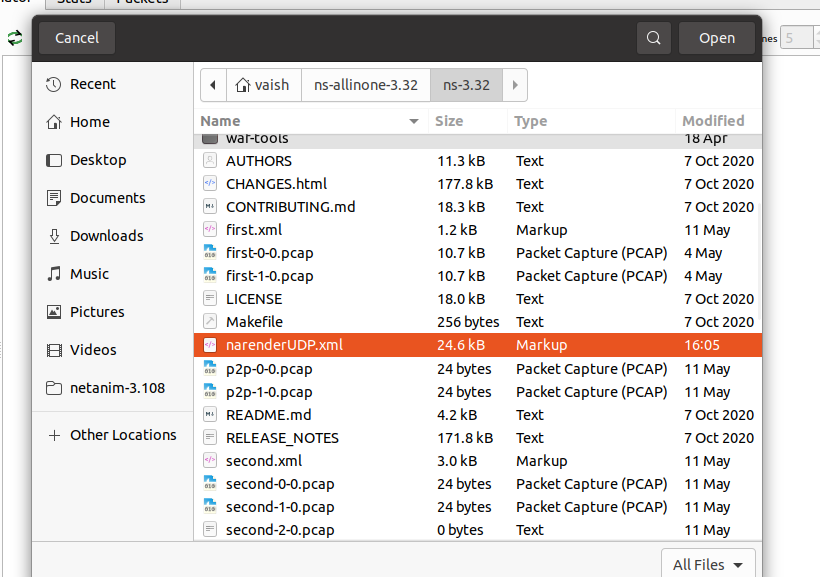 Stats Packets
Cancel Open
nes 5
Recent
Home
Desktop
Documents
Downloads
Music
Pictures
Videos
netanim-3.108
Other Locations
vaish ns-allinone-3.32 ns-3.32
Name Size Type Modified
waf-tools 18 Apr
AUTHORS 11.3 kB Text 7 Oct 2020
CHANGES.html 177.8 kB Text 7 Oct 2020
CONTRIBUTING.md 18.3 kB Text 7 Oct 2020
first.xml 1.2 kB Markup 11 May
first-0-0.pcap 10.7 kB Packet Capture (PCAP) 4 May
first-1-0.pcap 10.7 kB Packet Capture (PCAP) 4 May
LICENSE 18.0 kB Text 7 Oct 2020
Makefile 256 bytes Text 7 Oct 2020
narenderUDP.xml 24.6 kB Markup 16:05
p2p-0-0.pcap 24 bytes Packet Capture (PCAP) 11 May
p2p-1-0.pcap 24 bytes Packet Capture (PCAP) 11 May
README.md 4.2 kB Text 7 Oct 2020
RELEASE_NOTES 171.8 kB Text 7 Oct 2020
second.xml 3.0 kB Markup 11 May
second-0-0.pcap 24 bytes Packet Capture (PCAP) 11 May
second-1-0.pcap 24 bytes Packet Capture (PCAP) 11 May
second-2-0.pcap 0 bytes Text 11 May
All Files